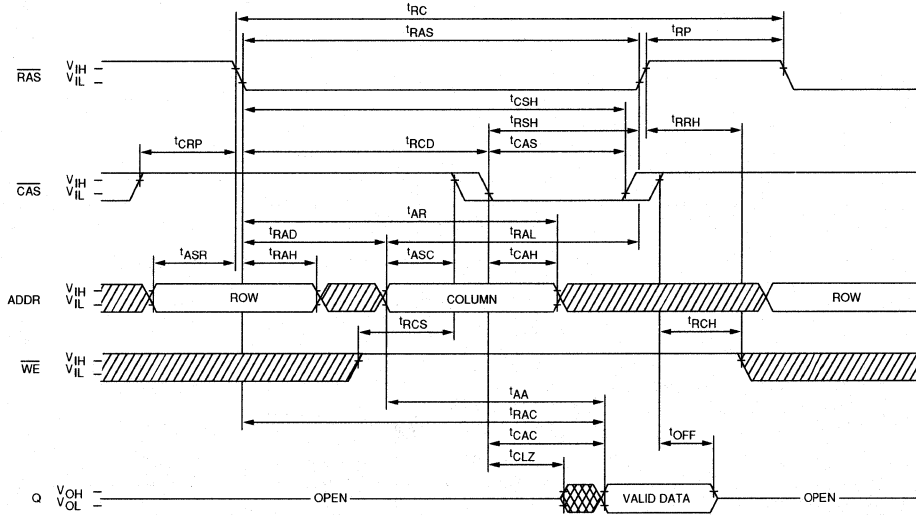 tRC
tRAS
tRP
RAS
VIH
VIL
tCSH
tRSH
tRRH
tCRP
tRCD
tCAS
CAS
VIH
VIL
tAR
tRAD
tRAL
tASR
tRAH
tASC
tCAH
ADDR
VIH
VIL
ROW
COLUMN
ROW
tRCS
tRCH
WE
VIH
VIL
tAA
tRAC
tCAC
tOFF
tCLZ
Q
VOH
VOL
OPEN
VALID DATA
OPEN